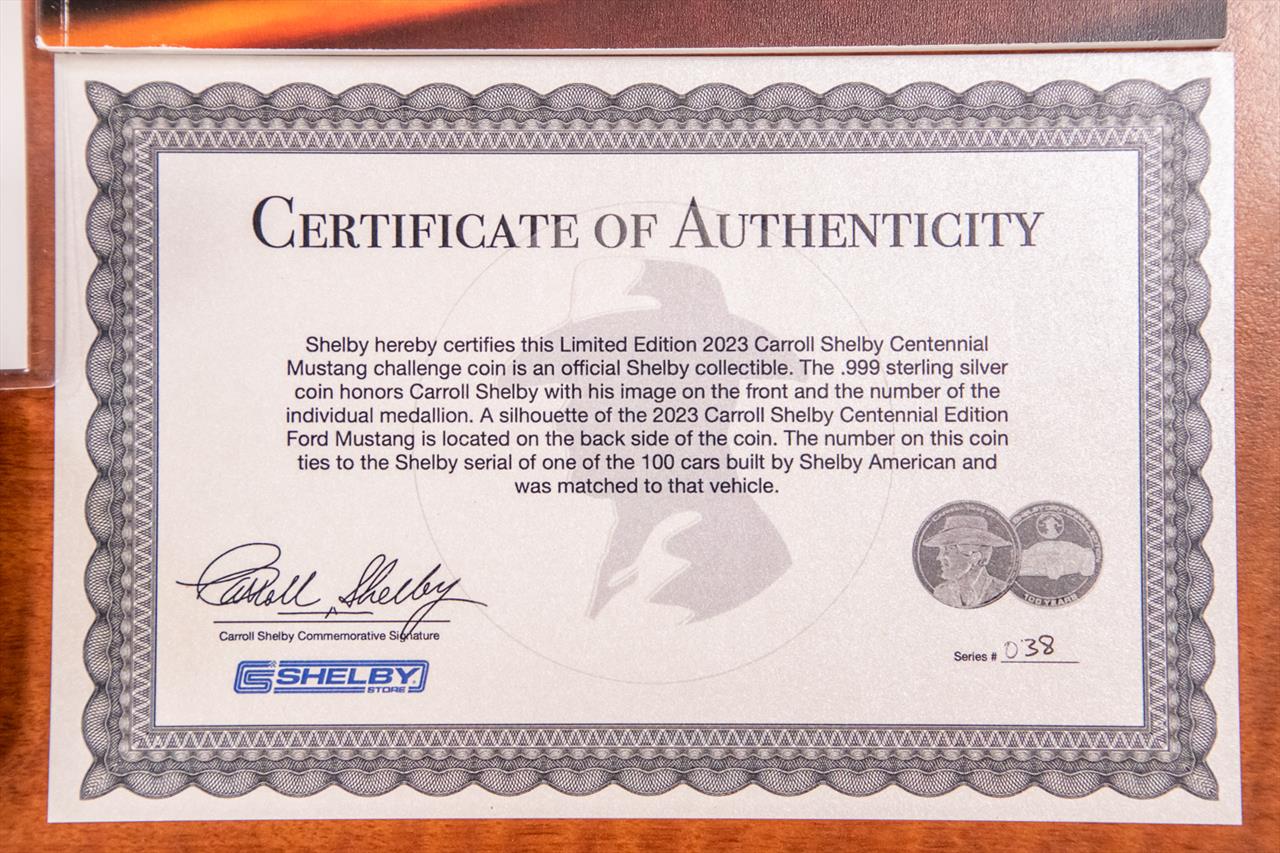 CERTIFICATE OF AUTHENTICITY
Shelby hereby certifies this Limited Edition 2023 Carroll Shelby Centennial
Mustang challenge coin is an official Shelby collectible. The .999 sterling silver
coin honors Carroll Shelby with his image on the front and the number of the
individual medallion. A silhouette of the 2023 Carroll Shelby Centennial Edition
Ford Mustang is located on the back side of the coin. The number on this coin
ties to the Shelby serial of one of the 100 cars built by Shelby American and
was matched to that vehicle.
Carroll Shelby
Carroll Shelby Commemorative Signature
CS SHELBY
STORE
100 YEARS
Series # 038